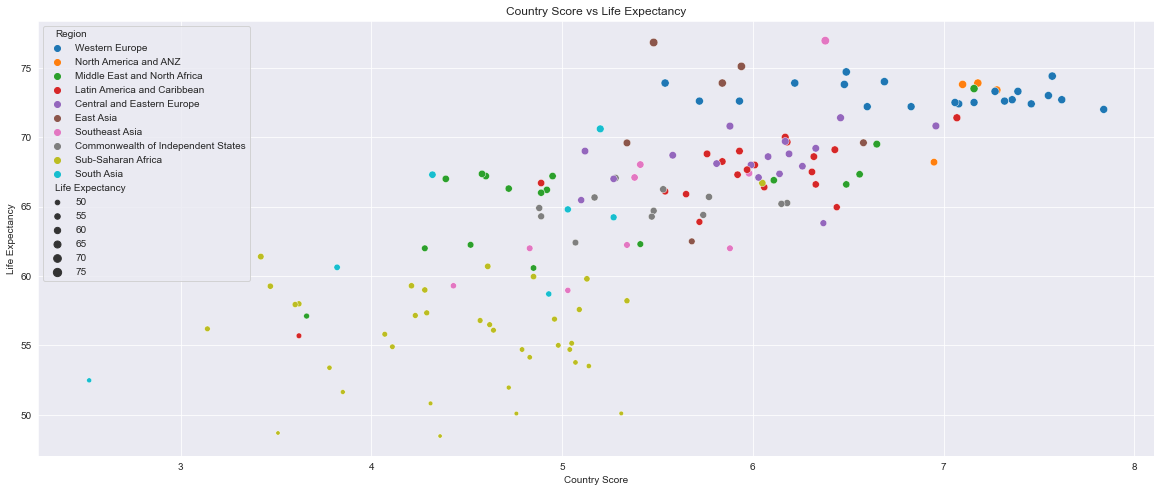 Country Score vs Life Expectancy
Region
Western Europe
North America and ANZ
Middle East and North Africa
Latin America and Caribbean
Central and Eastern Europe
East Asia
Southeast Asia
Commonwealth of Independent States
Sub-Saharan Africa
South Asia
Life Expectancy
50
55
60
65
70
75
Life Expectancy
75
70
65
60
55
50
3 4 5 6 7 8
Country Score